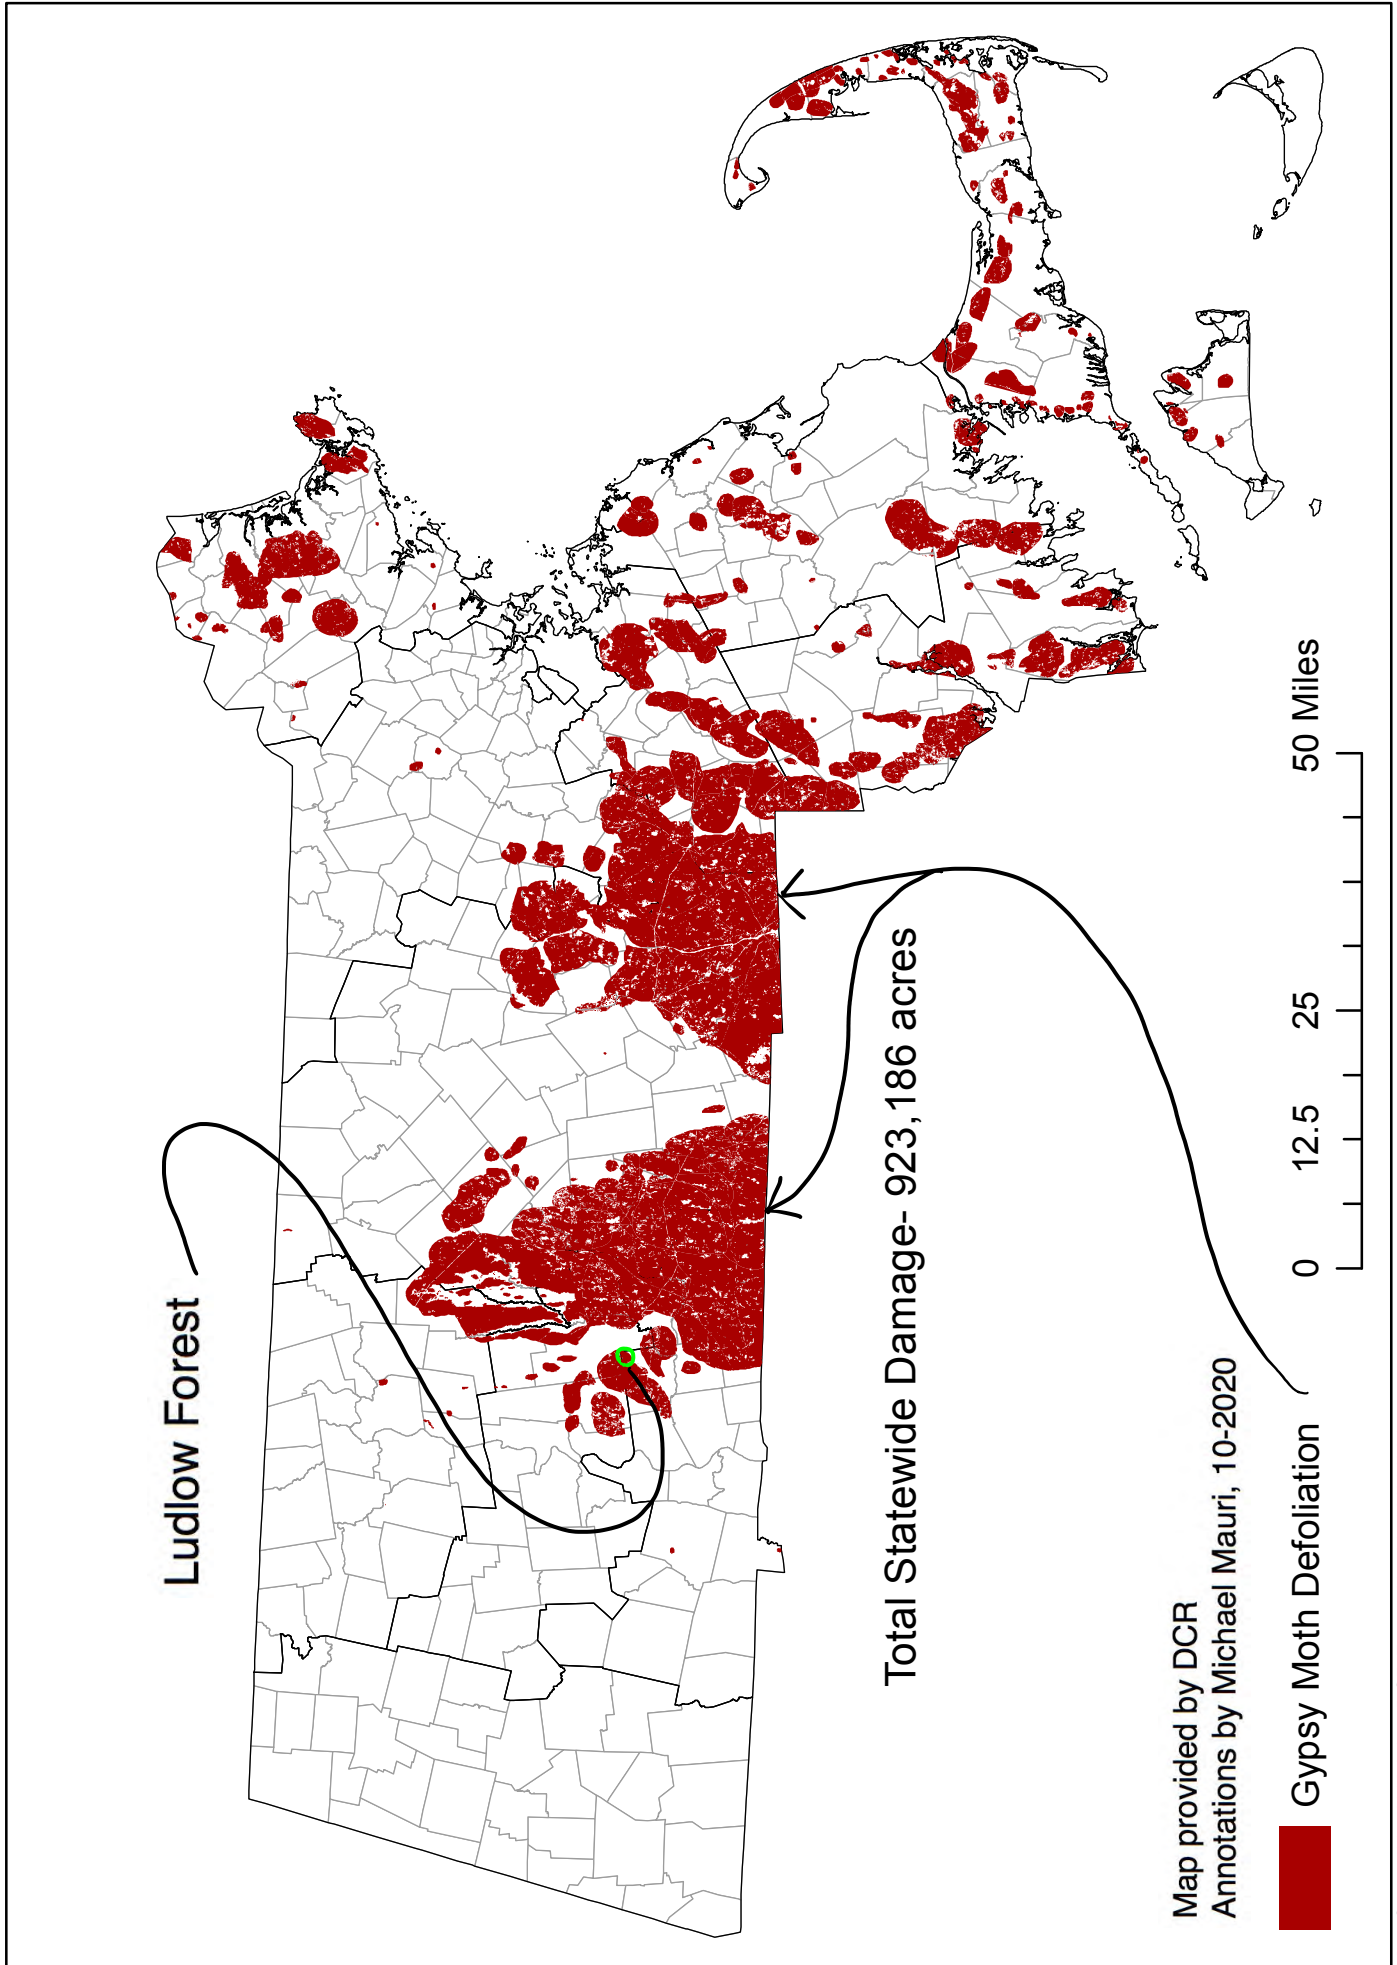 Ludlow Forest
Total Statewide Damage- 923,186 acres
Map provided by DCR
Annotations by Michael Mauri, 10-2020
Gypsy Moth Defoliation
0 12.5 25 50 Miles